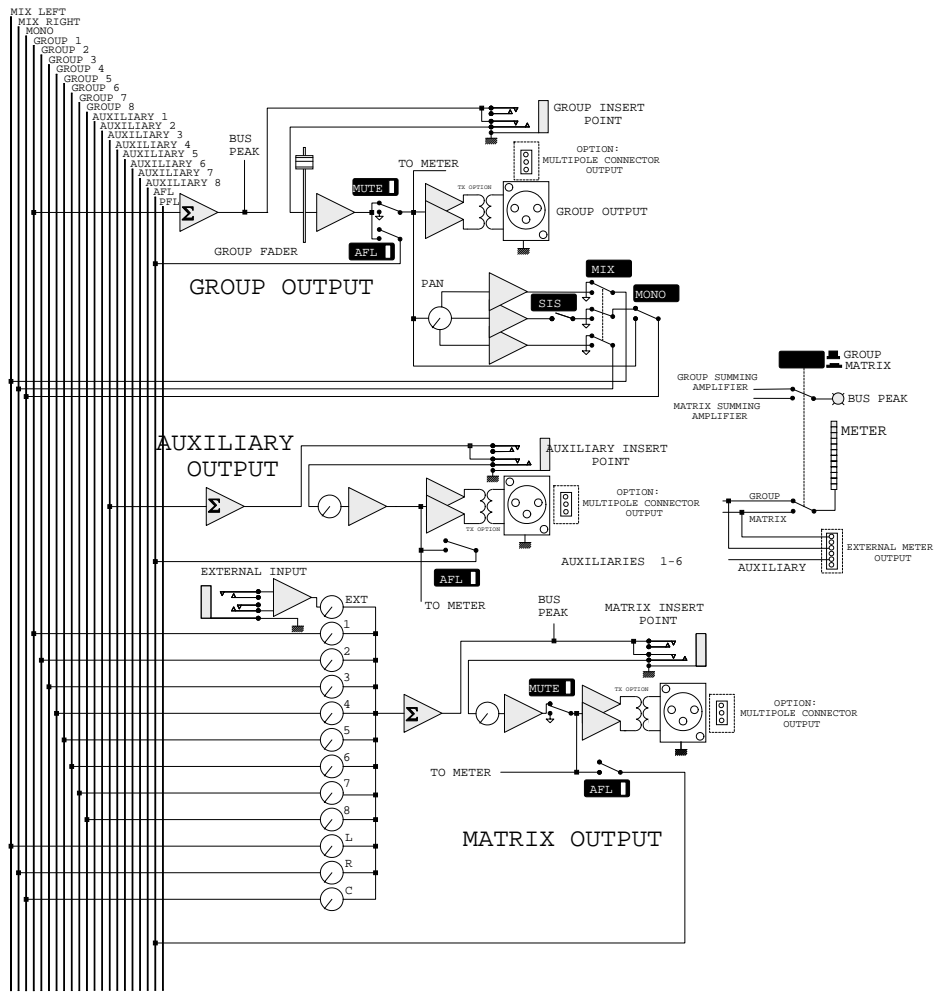 MIX LEFT
MIX RIGHT
MONO
GROUP 1
GROUP 2
GROUP 3
GROUP 4
GROUP 5
GROUP 6
GROUP 7
GROUP 8
AUXILIARY 1
AUXILIARY 2
AUXILIARY 3
AUXILIARY 4
AUXILIARY 5
AUXILIARY 6
AUXILIARY 7
AUXILIARY 8
AFL
PFL
BUS
PEAK
GROUP INSERT
POINT
OPTION:
MULTIPOLE CONNECTOR
OUTPUT
TO METER
MUTE
TX OPTION
Σ
GROUP OUTPUT
GROUP FADER
AFL
GROUP OUTPUT
PAN
MIX
SIS
MONO
GROUP
MATRIX
GROUP SUMMING
AMPLIFIER
MATRIX SUMMING
AMPLIFIER
BUS PEAK
METER
GROUP
MATRIX
AUXILIARY
EXTERNAL METER
OUTPUT
AUXILIARY
OUTPUT
AUXILIARY INSERT
POINT
OPTION:
MULTIPOLE CONNECTOR
OUTPUT
Σ
TX OPTION
AFL
AUXILIARIES 1-6
TO METER
EXTERNAL INPUT
EXT
1
2
3
4
5
6
7
8
L
R
C
BUS
PEAK
MATRIX INSERT
POINT
Σ
MUTE
TX OPTION
OPTION:
MULTIPOLE CONNECTOR
OUTPUT
TO METER
AFL
MATRIX OUTPUT